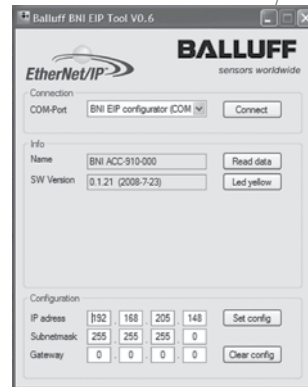 Balluff BNI EIP Tool V0.6
BALLUFF
EtherNet/IP
sensors worldwide
Connection
COM-Port BNI EIP configurator (COM Connect
Info
Name BNI ACC-910-000 Read data
SW Version 0.1.21 (2008-7-23) Led yellow
Configuration
IP adress 192 . 168 . 205 . 148 Set config
Subnetmask 255 . 255 . 255 . 0
Gateway 0 . 0 . 0 . 0 Clear config